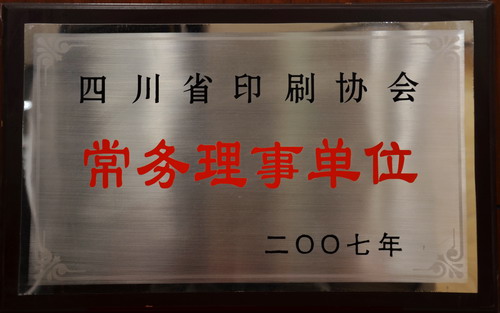 四川省印刷协会
常务理事单位
二〇〇七年